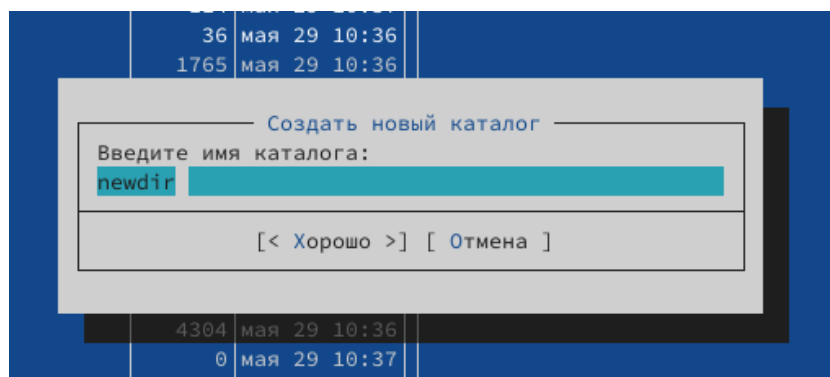 36 мая 29 10:36
1765 мая 29 10:36
Создать новый каталог
Введите имя каталога:
newdir
[< Хорошо >] [ Отмена ]
4304 мая 29 10:36
0 мая 29 10:37